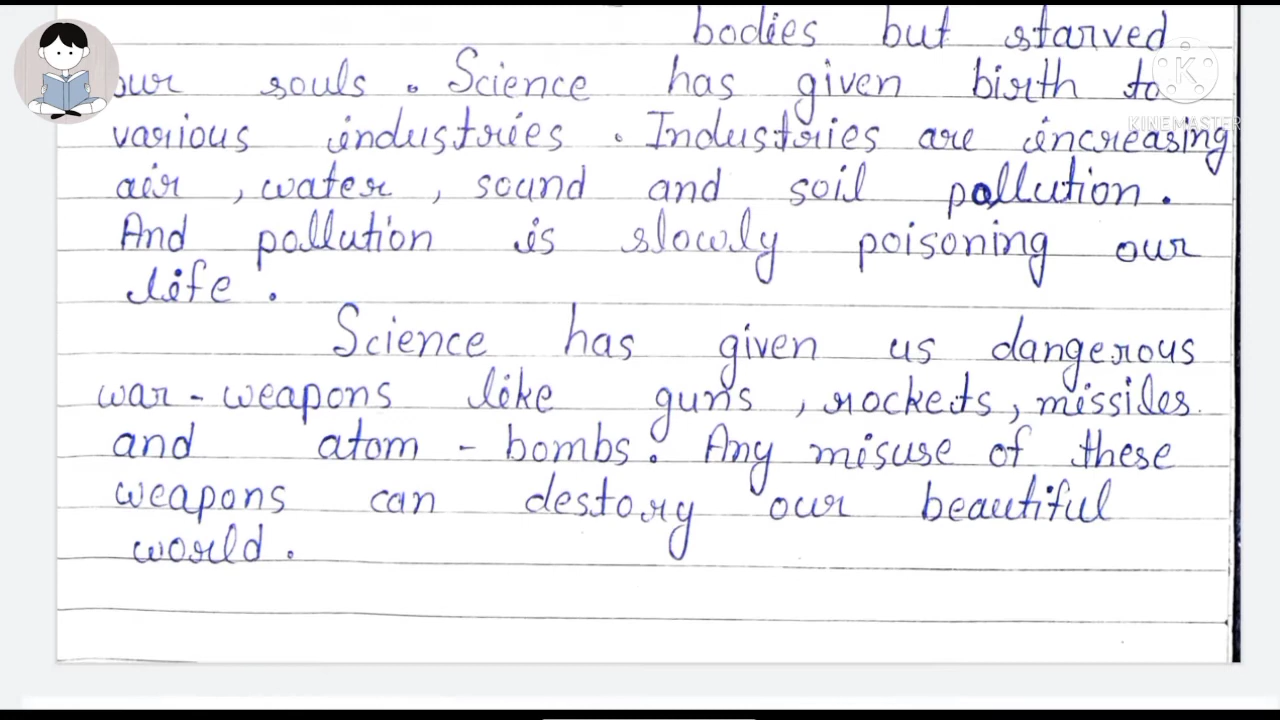 bodies but starved
our souls. Science has given birth to
various industries. Industries are increasing
air, water, sound and soil pollution.
And pollution is slowly poisoning our
life.
Science has given us dangerous
war-weapons like guns, rockets, missiles
and atom-bombs. Any misuse of these
weapons can destory our beautiful
world.
K
KINEMASTER